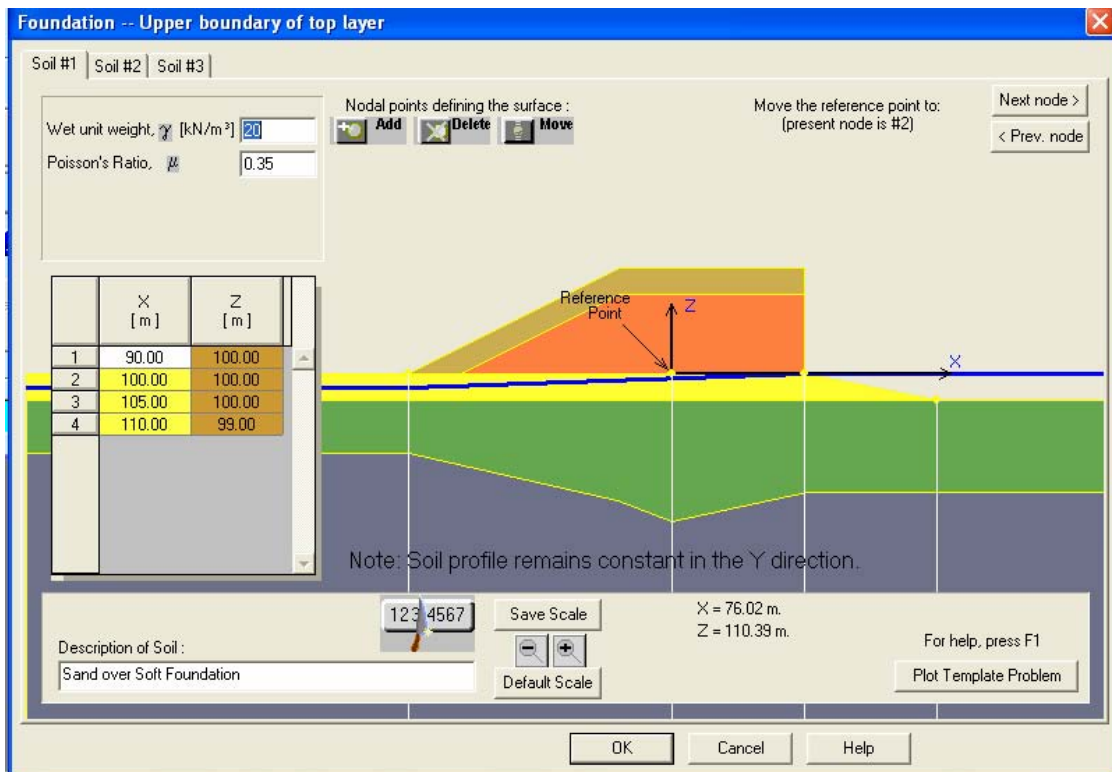 Foundation -- Upper boundary of top layer
Soil #1 Soil #2 Soil #3
Wet unit weight, γ [kN/m³] 20
Poisson's Ratio, μ 0.35
Nodal points defining the surface :
Add Delete Move
Move the reference point to:
(present node is #2)
Next node >
< Prev. node
X Z
[ m ] [ m ]
1 90.00 100.00
2 100.00 100.00
3 105.00 100.00
4 110.00 99.00
Reference
Point
Z
X
Note: Soil profile remains constant in the Y direction.
Description of Soil :
Sand over Soft Foundation
123 4567
Save Scale
Default Scale
X = 76.02 m.
Z = 110.39 m.
For help, press F1
Plot Template Problem
OK Cancel Help